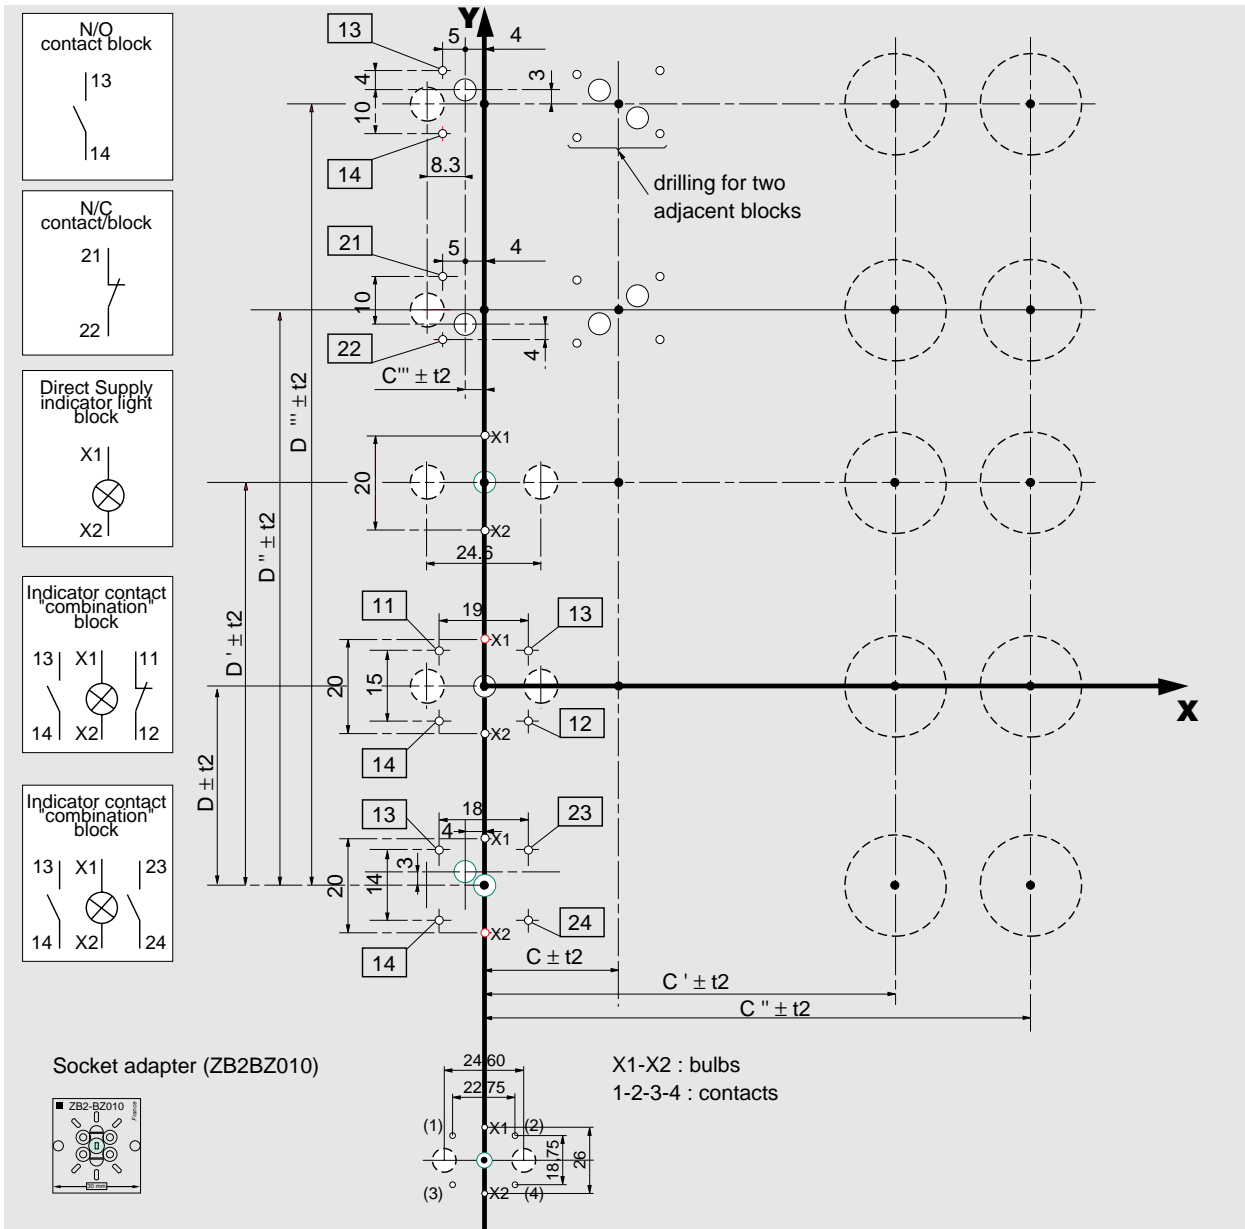 N/O
contact block
13
14
N/C
contact/block
21
22
Direct Supply
indicator light
block
X1
X2
Indicator contact
"combination"
block
13 X1 11
14 X2 12
Indicator contact
"combination"
block
13 X1 23
14 X2 24
Y
13
5 4
4
3
10
14
8.3
drilling for two
adjacent blocks
21
5 4
10
22
4
C''' ± t2
D ''' ± t2
D '' ± t2
D ' ± t2
D ± t2
X1
20
X2
24.6
11
19
13
X1
20
15
X
X2
12
14
18
13
23
4
X1
3
20
14
X2
24
14
C ± t2
C ' ± t2
C '' ± t2
Socket adapter (ZB2BZ010)
ZB2-BZ010
France
30 mm
24.60
22.75
X1-X2 : bulbs
1-2-3-4 : contacts
(1) X1 (2)
18,75
26
(3) X2 (4)